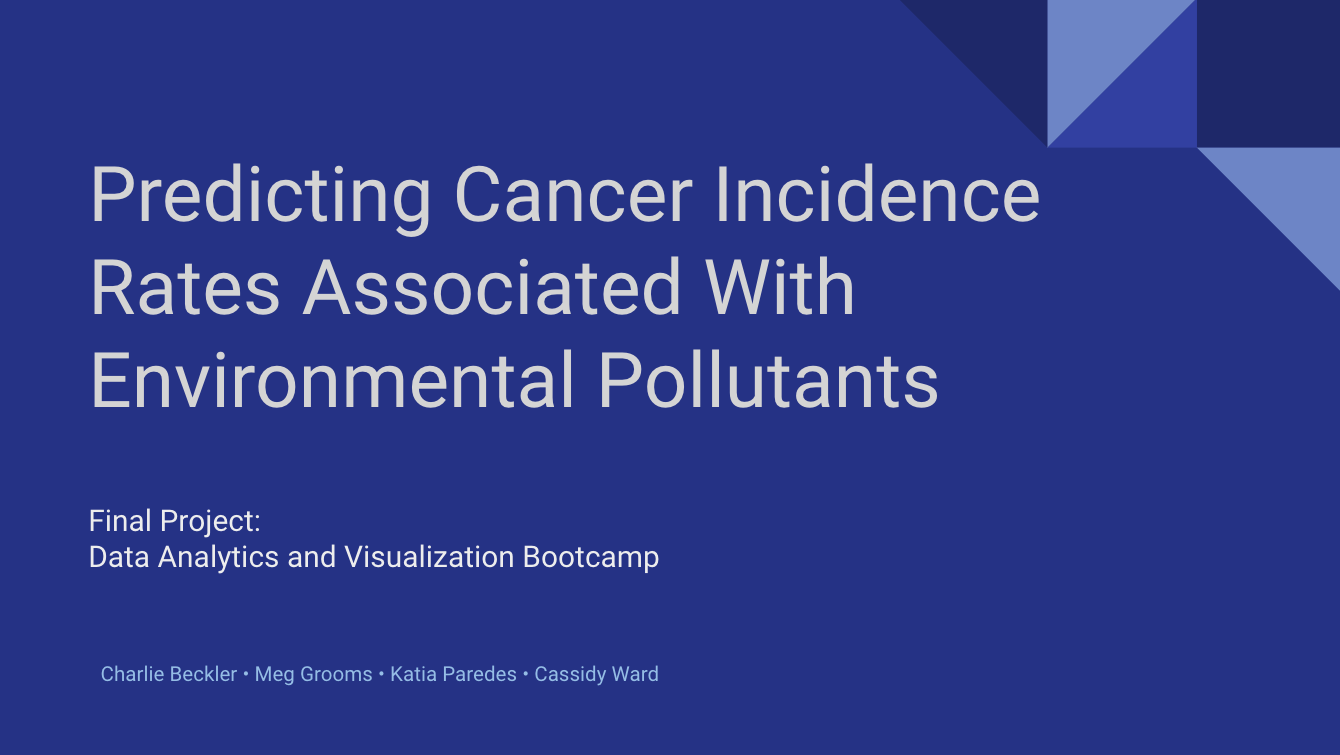 Predicting Cancer Incidence
Rates Associated With
Environmental Pollutants
Final Project:
Data Analytics and Visualization Bootcamp
Charlie Beckler • Meg Grooms • Katia Paredes • Cassidy Ward